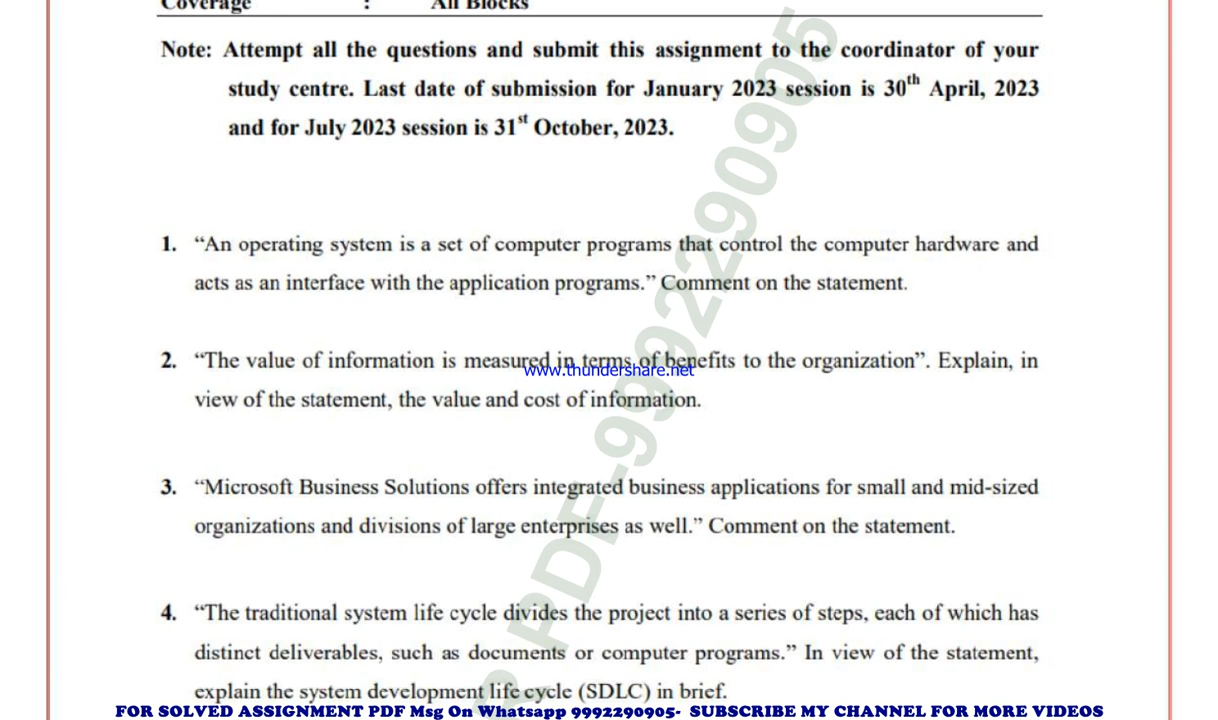 Coverage : All Blocks
Note: Attempt all the questions and submit this assignment to the coordinator of your
study centre. Last date of submission for January 2023 session is 30th April, 2023
and for July 2023 session is 31st October, 2023.
1. “An operating system is a set of computer programs that control the computer hardware and
acts as an interface with the application programs.” Comment on the statement.
2. “The value of information is measured in terms of benefits to the organization”. Explain, in
www.thundershare.net
view of the statement, the value and cost of information.
3. “Microsoft Business Solutions offers integrated business applications for small and mid-sized
organizations and divisions of large enterprises as well.” Comment on the statement.
4. “The traditional system life cycle divides the project into a series of steps, each of which has
distinct deliverables, such as documents or computer programs.” In view of the statement,
explain the system development life cycle (SDLC) in brief.
R PDF-9992290905
FOR SOLVED ASSIGNMENT PDF Msg On Whatsapp 9992290905- SUBSCRIBE MY CHANNEL FOR MORE VIDEOS